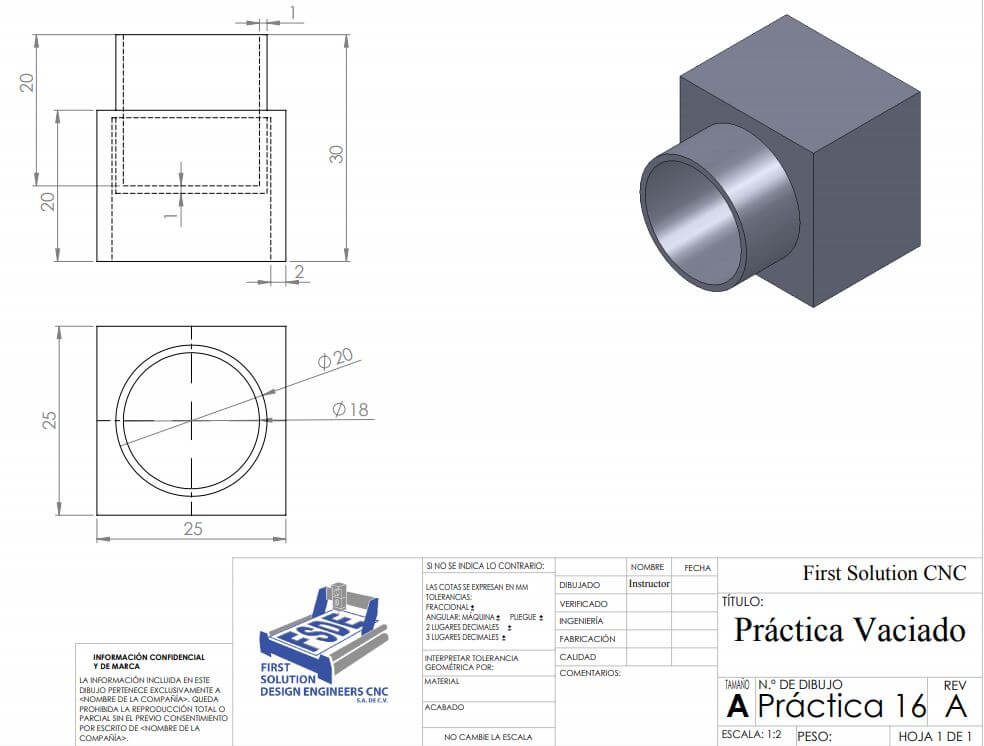 1
20
30
20
1
2
Ø20
Ø18
25
25
SI NO SE INDICA LO CONTRARIO:
LAS COTAS SE EXPRESAN EN MM
TOLERANCIAS:
FRACCIONAL ±
ANGULAR: MÁQUINA ± PLIEGUE ±
2 LUGARES DECIMALES ±
3 LUGARES DECIMALES ±
INTERPRETAR TOLERANCIA
GEOMÉTRICA POR:
MATERIAL
ACABADO
NO CAMBIE LA ESCALA
NOMBRE FECHA
DIBUJADO Instructor
VERIFICADO
INGENIERÍA
FABRICACIÓN
CALIDAD
COMENTARIOS:
First Solution CNC
TÍTULO:
Práctica Vaciado
TAMAÑO N.º DE DIBUJO REV
A Práctica 16 A
ESCALA: 1:2 PESO: HOJA 1 DE 1
INFORMACIÓN CONFIDENCIAL
Y DE MARCA
LA INFORMACIÓN INCLUIDA EN ESTE
DIBUJO PERTENECE EXCLUSIVAMENTE A
<NOMBRE DE LA COMPAÑÍA>. QUEDA
PROHIBIDA LA REPRODUCCIÓN TOTAL O
PARCIAL SIN EL PREVIO CONSENTIMIENTO
POR ESCRITO DE <NOMBRE DE LA
COMPAÑÍA>.
FSDE
FIRST
SOLUTION
DESIGN ENGINEERS CNC
S.A. DE C.V.